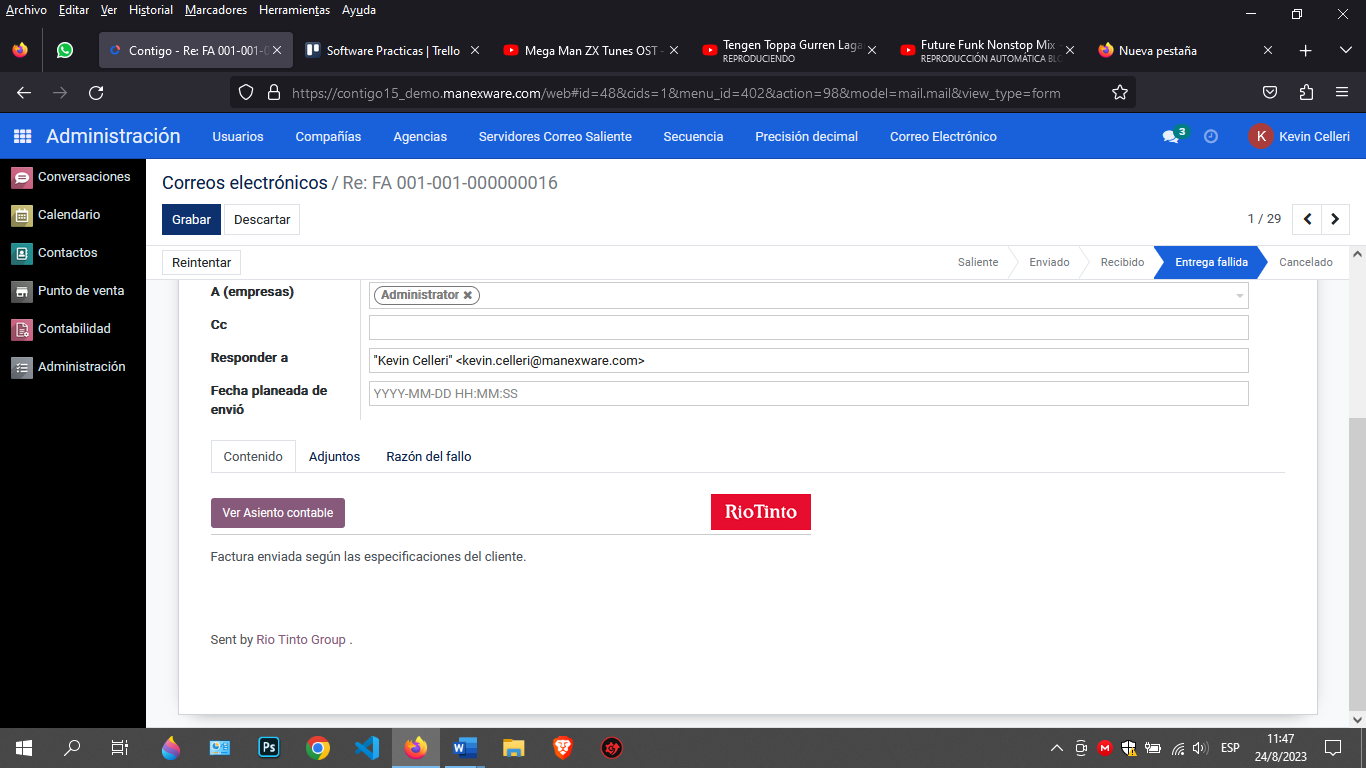 Archivo Editar Ver Historial Marcadores Herramientas Ayuda
Contigo - Re: FA 001-001-0
Software Practicas | Trello
Mega Man ZX Tunes OST -
Tengen Toppa Gurren Laga
REPRODUCIENDO
Future Funk Nonstop Mix -
REPRODUCCIÓN AUTOMÁTICA BLO
Nueva pestaña
https://contigo15_demo.manexware.com/web#id=48&cids=1&menu_id=402&action=98&model=mail.mail&view_type=form
Administración Usuarios Compañías Agencias Servidores Correo Saliente Secuencia Precisión decimal Correo Electrónico 3 K Kevin Celleri
Conversaciones
Calendario
Contactos
Punto de venta
Contabilidad
Administración
Correos electrónicos / Re: FA 001-001-000000016
Grabar Descartar 1 / 29
Reintentar Saliente Enviado Recibido Entrega fallida Cancelado
A (empresas) Administrator
Cc
Responder a "Kevin Celleri" <kevin.celleri@manexware.com>
Fecha planeada de
envió
YYYY-MM-DD HH:MM:SS
Contenido Adjuntos Razón del fallo
Ver Asiento contable RioTinto
Factura enviada según las especificaciones del cliente.
Sent by Rio Tinto Group .
Ps W M ESP
11:47
24/8/2023